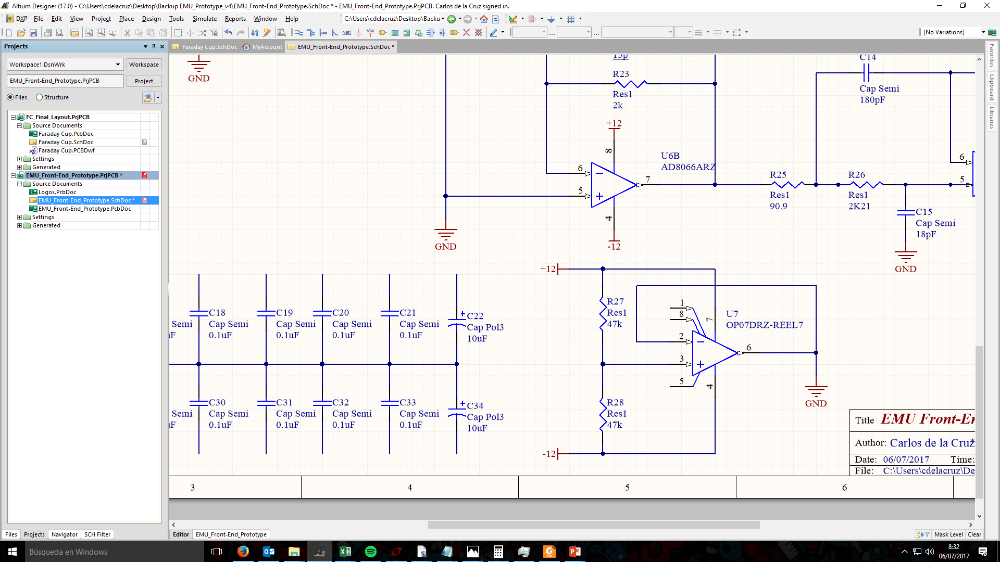 Altium Designer (17.0) - C:\Users\cdelacruz\Desktop\Backup EMU_Prototype_v4\EMU_Front-End_Prototype.SchDoc * - EMU_Front-End_Prototype.PrjPCB. Carlos de la Cruz signed in.
DXP File Edit View Project Place Design Tools Simulate Reports Window Help C:\Users\cdelacruz\Desktop\Backu
Net Vcc D1 ... ... [No Variations]
Projects
Faraday Cup.SchDoc MyAccount EMU_Front-End_Prototype.SchDoc *
Workspace1.DsnWrk Workspace
EMU_Front-End_Prototype.PrjPCB Project
Files Structure
FC_Final_Layout.PrjPCB
Source Documents
Faraday Cup.PcbDoc
Faraday Cup.SchDoc
Faraday Cup.PCBDwf
Settings
Generated
EMU_Front-End_Prototype.PrjPCB *
Source Documents
Logos.PcbDoc
EMU_Front-End_Prototype.SchDoc *
EMU_Front-End_Prototype.PcbDoc
Settings
Generated
Files Projects Navigator SCH Filter
GND
15p
R23
Res1
2k
C14
Cap Semi
180pF
+12
8
U6B
AD8066ARZ
6
5
7
4
-12
GND
R25
Res1
90.9
R26
Res1
2K21
6
5
C15
Cap Semi
18pF
GND
+12
R27
Res1
47k
1
8
2
3
5
7
4
6
U7
OP07DRZ-REEL7
R28
Res1
47k
-12
GND
Semi
C18
Cap Semi
0.1uF
C19
Cap Semi
0.1uF
C20
Cap Semi
0.1uF
C21
Cap Semi
0.1uF
C22
Cap Pol3
10uF
Semi
C30
Cap Semi
0.1uF
C31
Cap Semi
0.1uF
C32
Cap Semi
0.1uF
C33
Cap Semi
0.1uF
C34
Cap Pol3
10uF
Title EMU Front-En
Author: Carlos de la Cruz*
Date: 06/07/2017 Time:
File: C:\Users\cdelacruz\De
3 4 5 6
Editor EMU_Front-End_Prototype
Mask Level Clear
Favorites
Clipboard
Libraries
Búsqueda en Windows
8:32
06/07/2017